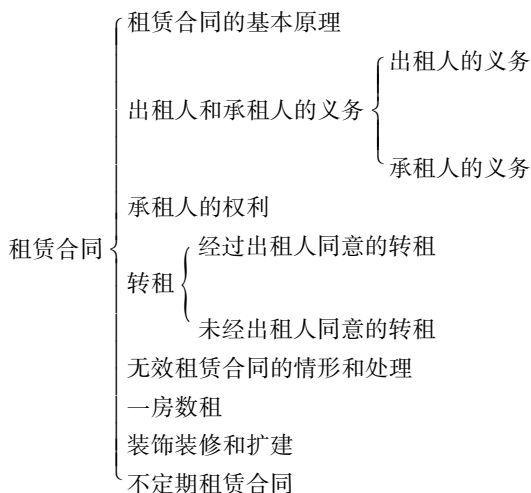 租赁合同
租赁合同的基本原理
出租人和承租人的义务
出租人的义务
承租人的义务
承租人的权利
转租
经过出租人同意的转租
未经出租人同意的转租
无效租赁合同的情形和处理
一房数租
装饰装修和扩建
不定期租赁合同